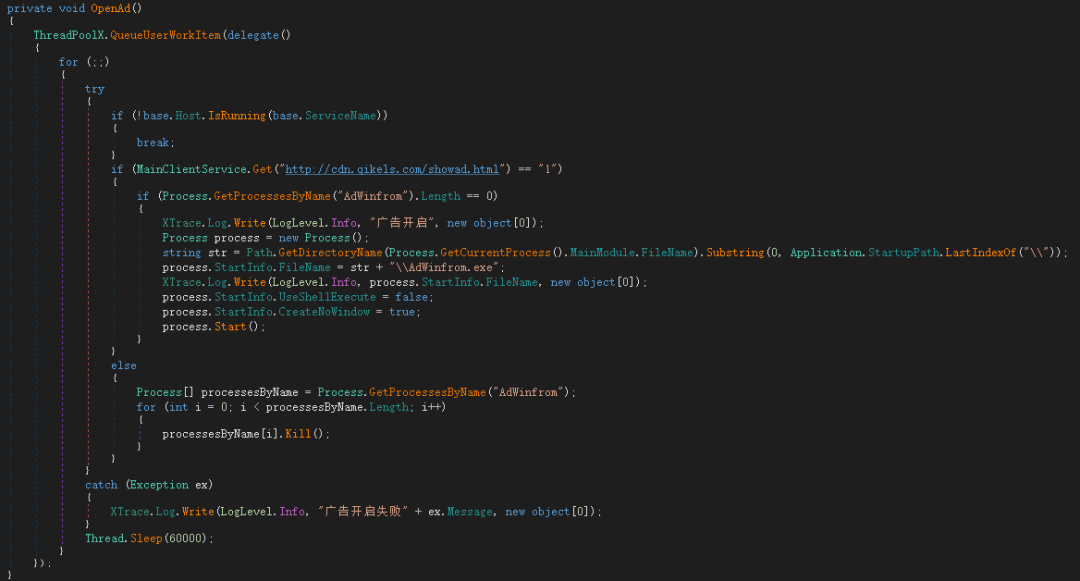 private void OpenAd()
{
    ThreadPoolX.QueueUserWorkItem(delegate()
    {
        for (;;)
        {
            try
            {
                if (!base.Host.IsRunning(base.ServiceName))
                {
                    break;
                }
                if (MainClientService.Get("http://cdn.qikels.com/showad.html") == "1")
                {
                    if (Process.GetProcessesByName("AdWinfrom").Length == 0)
                    {
                        XTrace.Log.Write(LogLevel.Info, "广告开启", new object[0]);
                        Process process = new Process();
                        string str = Path.GetDirectoryName(Process.GetCurrentProcess().MainModule.FileName).Substring(0, Application.StartupPath.LastIndexOf("\\"));
                        process.StartInfo.FileName = str + "\\AdWinfrom.exe";
                        XTrace.Log.Write(LogLevel.Info, process.StartInfo.FileName, new object[0]);
                        process.StartInfo.UseShellExecute = false;
                        process.StartInfo.CreateNoWindow = true;
                        process.Start();
                    }
                }
                else
                {
                    Process[] processesByName = Process.GetProcessesByName("AdWinfrom");
                    for (int i = 0; i < processesByName.Length; i++)
                    {
                        processesByName[i].Kill();
                    }
                }
            }
            catch (Exception ex)
            {
                XTrace.Log.Write(LogLevel.Info, "广告开启失败" + ex.Message, new object[0]);
            }
            Thread.Sleep(60000);
        }
    });
}